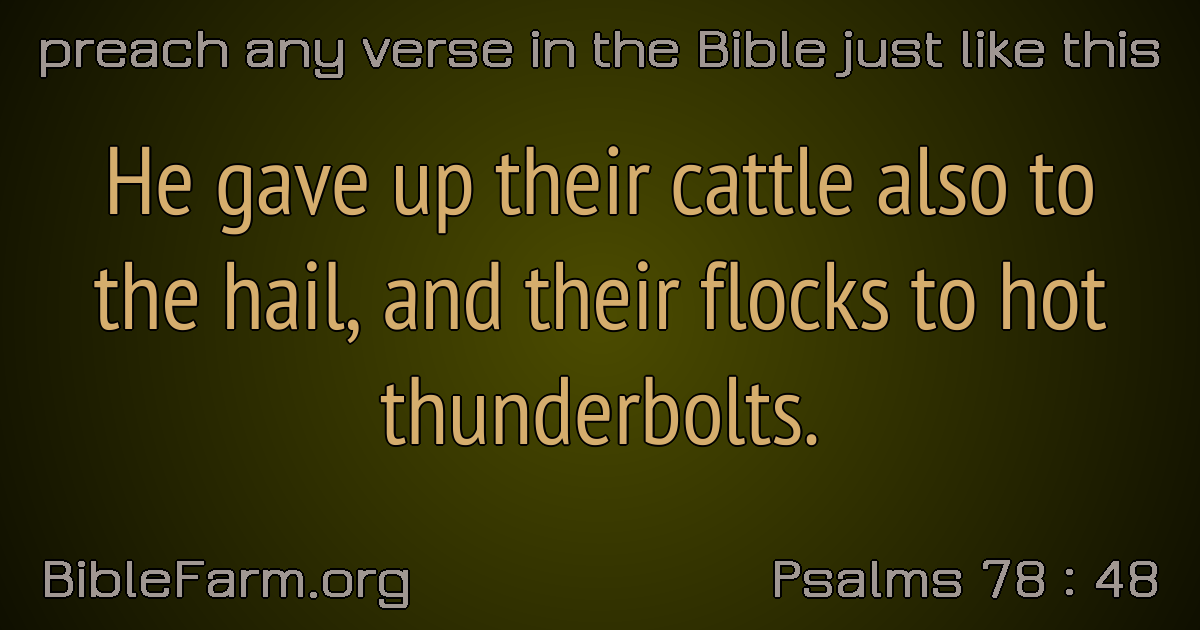 preach any verse in the Bible just like this
He gave up their cattle also to
the hail, and their flocks to hot
thunderbolts.
BibleFarm.org
Psalms 78 : 48